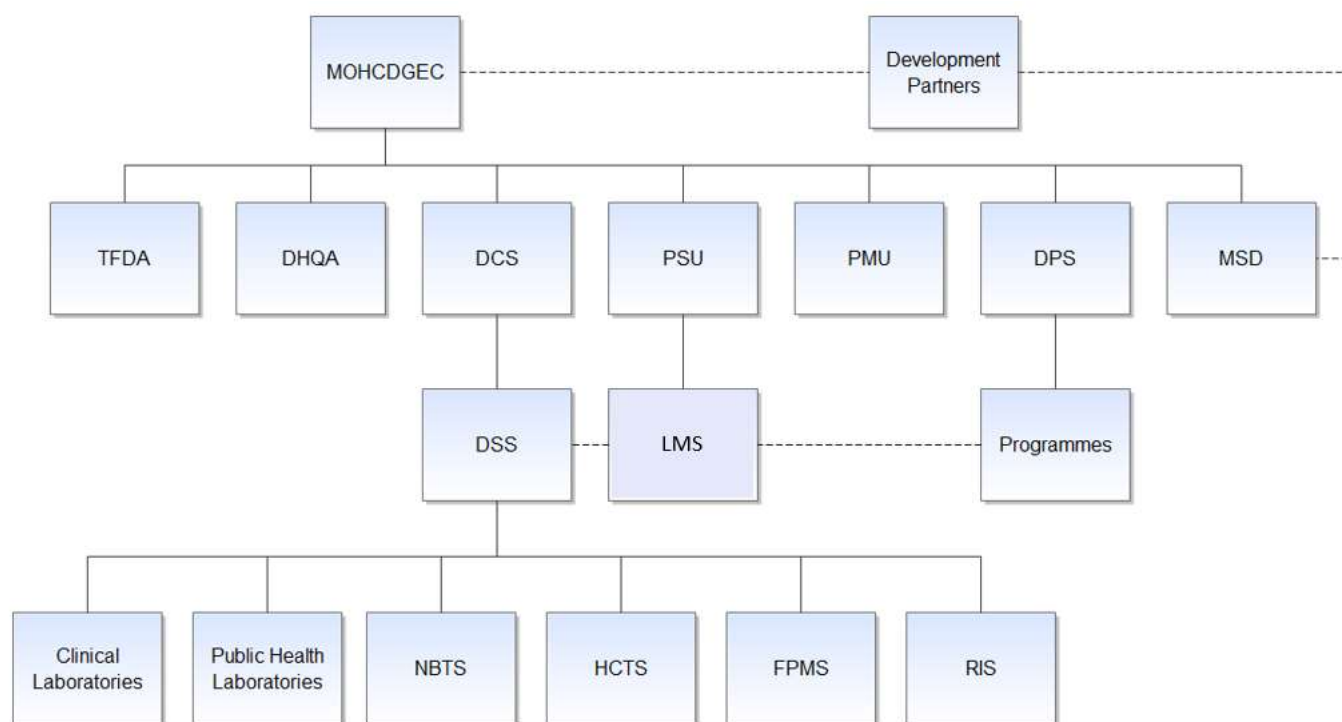 MOHCDGEC
Development
Partners
TFDA
DHQA
DCS
PSU
PMU
DPS
MSD
DSS
LMS
Programmes
Clinical
Laboratories
Public Health
Laboratories
NBTS
HCTS
FPMS
RIS